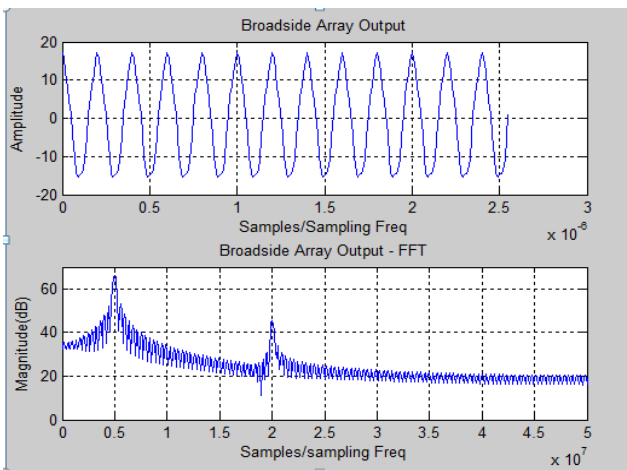 Broadside Array Output
20
10
0
-10
-20
Amplitude
0 0.5 1 1.5 2 2.5 3
Samples/Sampling Freq
x 10^-6
Broadside Array Output - FFT
60
40
20
0
Magnitude(dB)
0 0.5 1 1.5 2 2.5 3 3.5 4 4.5 5
Samples/sampling Freq
x 10^7